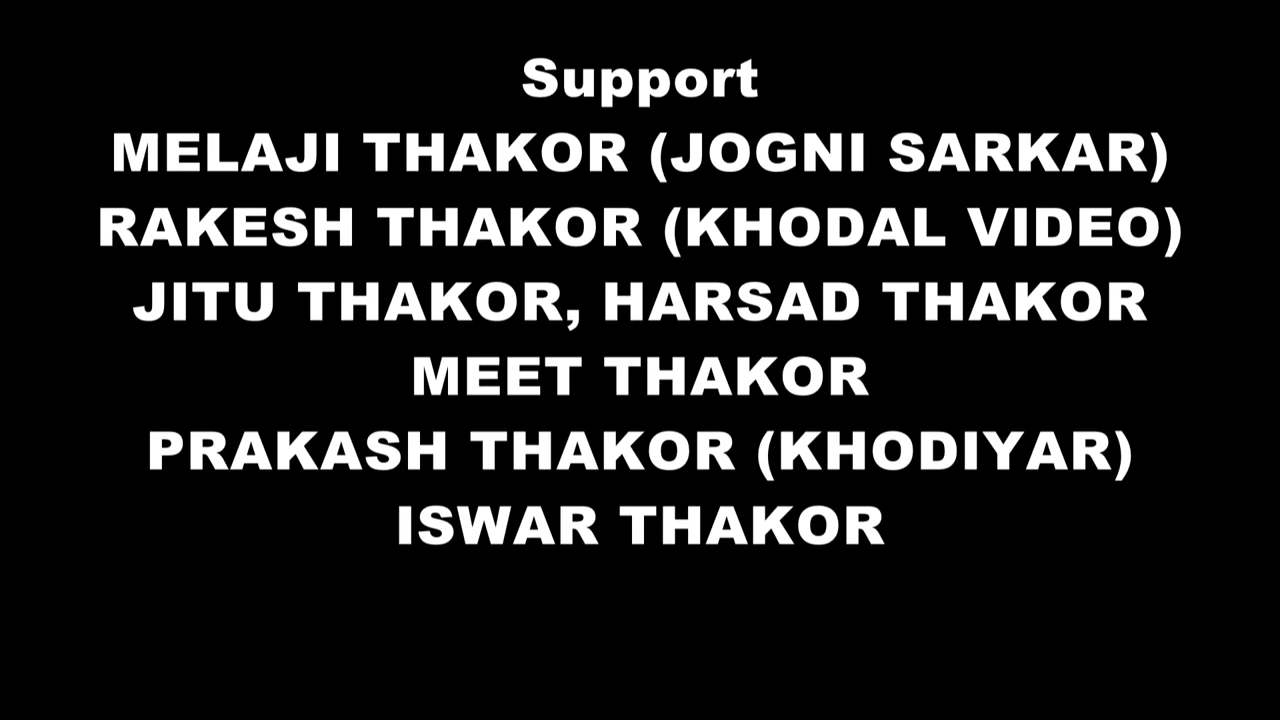 Support
MELAJI THAKOR (JOGNI SARKAR)
RAKESH THAKOR (KHODAL VIDEO)
JITU THAKOR, HARSAD THAKOR
MEET THAKOR
PRAKASH THAKOR (KHODIYAR)
ISWAR THAKOR